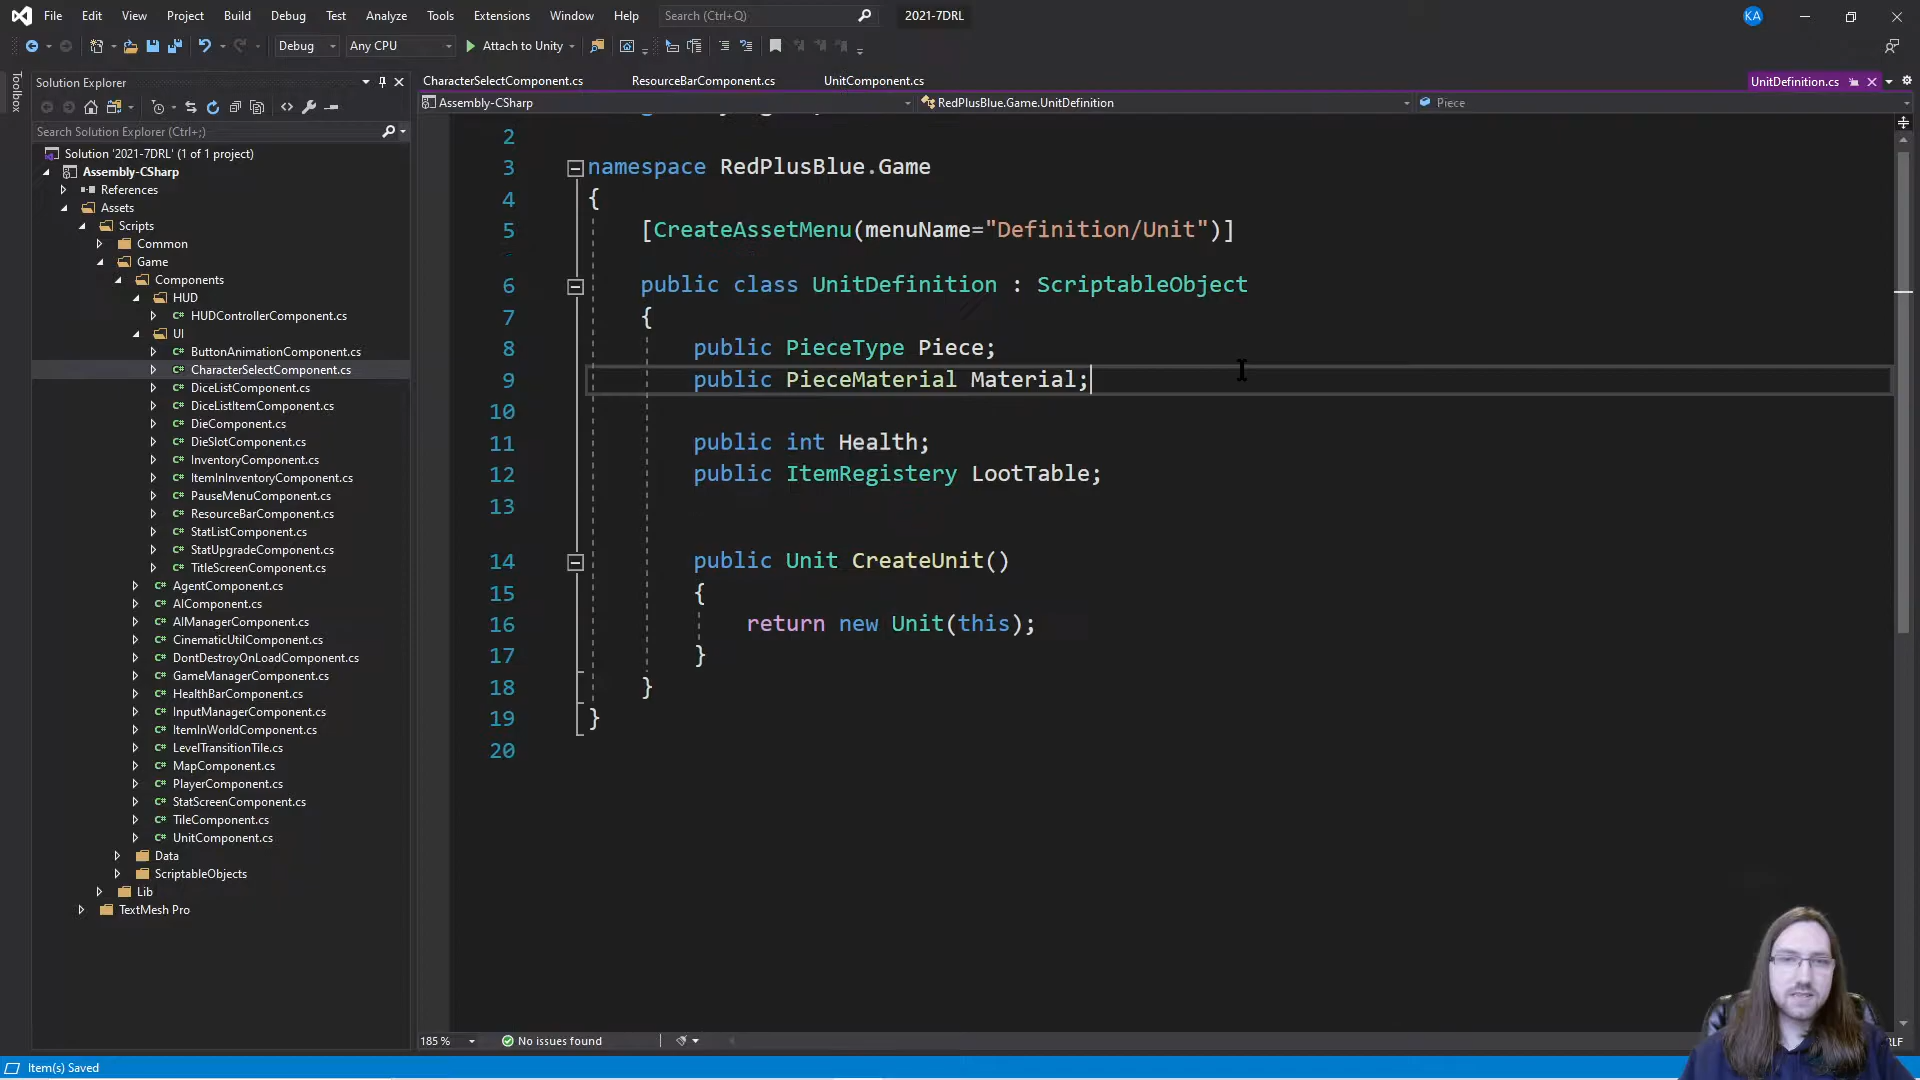 File Edit View Project Build Debug Test Analyze Tools Extensions Window Help Search (Ctrl+Q) 2021-7DRL KA
Debug Any CPU Attach to Unity
Toolbox
Solution Explorer
Search Solution Explorer (Ctrl+;)
Solution '2021-7DRL' (1 of 1 project)
Assembly-CSharp
References
Assets
Scripts
Common
Game
Components
HUD
C# HUDControllerComponent.cs
UI
C# ButtonAnimationComponent.cs
C# CharacterSelectComponent.cs
C# DiceListComponent.cs
C# DiceListItemComponent.cs
C# DieComponent.cs
C# DieSlotComponent.cs
C# InventoryComponent.cs
C# ItemInInventoryComponent.cs
C# PauseMenuComponent.cs
C# ResourceBarComponent.cs
C# StatListComponent.cs
C# StatUpgradeComponent.cs
C# TitleScreenComponent.cs
C# AgentComponent.cs
C# AIComponent.cs
C# AIManagerComponent.cs
C# CinematicUtilComponent.cs
C# DontDestroyOnLoadComponent.cs
C# GameManagerComponent.cs
C# HealthBarComponent.cs
C# InputManagerComponent.cs
C# ItemInWorldComponent.cs
C# LevelTransitionTile.cs
C# MapComponent.cs
C# PlayerComponent.cs
C# StatScreenComponent.cs
C# TileComponent.cs
C# UnitComponent.cs
Data
ScriptableObjects
Lib
TextMesh Pro
CharacterSelectComponent.cs ResourceBarComponent.cs UnitComponent.cs UnitDefinition.cs
Assembly-CSharp RedPlusBlue.Game.UnitDefinition Piece
2
3 namespace RedPlusBlue.Game
4 {
5 [CreateAssetMenu(menuName="Definition/Unit")]
6 public class UnitDefinition : ScriptableObject
7 {
8 public PieceType Piece;
9 public PieceMaterial Material;
10
11 public int Health;
12 public ItemRegistery LootTable;
13
14 public Unit CreateUnit()
15 {
16 return new Unit(this);
17 }
18 }
19 }
20
185 % No issues found
Item(s) Saved